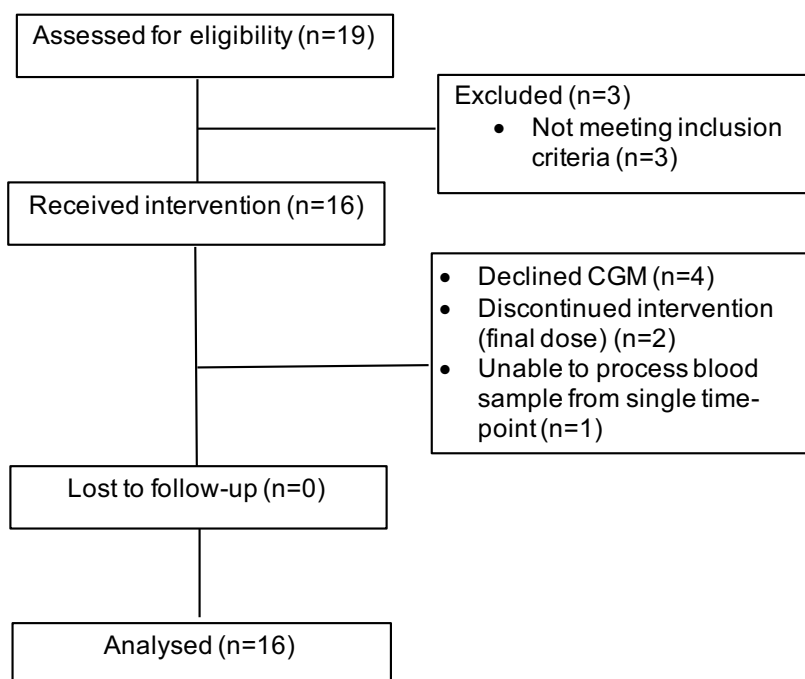 Assessed for eligibility (n=19)
Excluded (n=3)
• Not meeting inclusion
criteria (n=3)
Received intervention (n=16)
• Declined CGM (n=4)
• Discontinued intervention
(final dose) (n=2)
• Unable to process blood
sample from single time-
point (n=1)
Lost to follow-up (n=0)
Analysed (n=16)